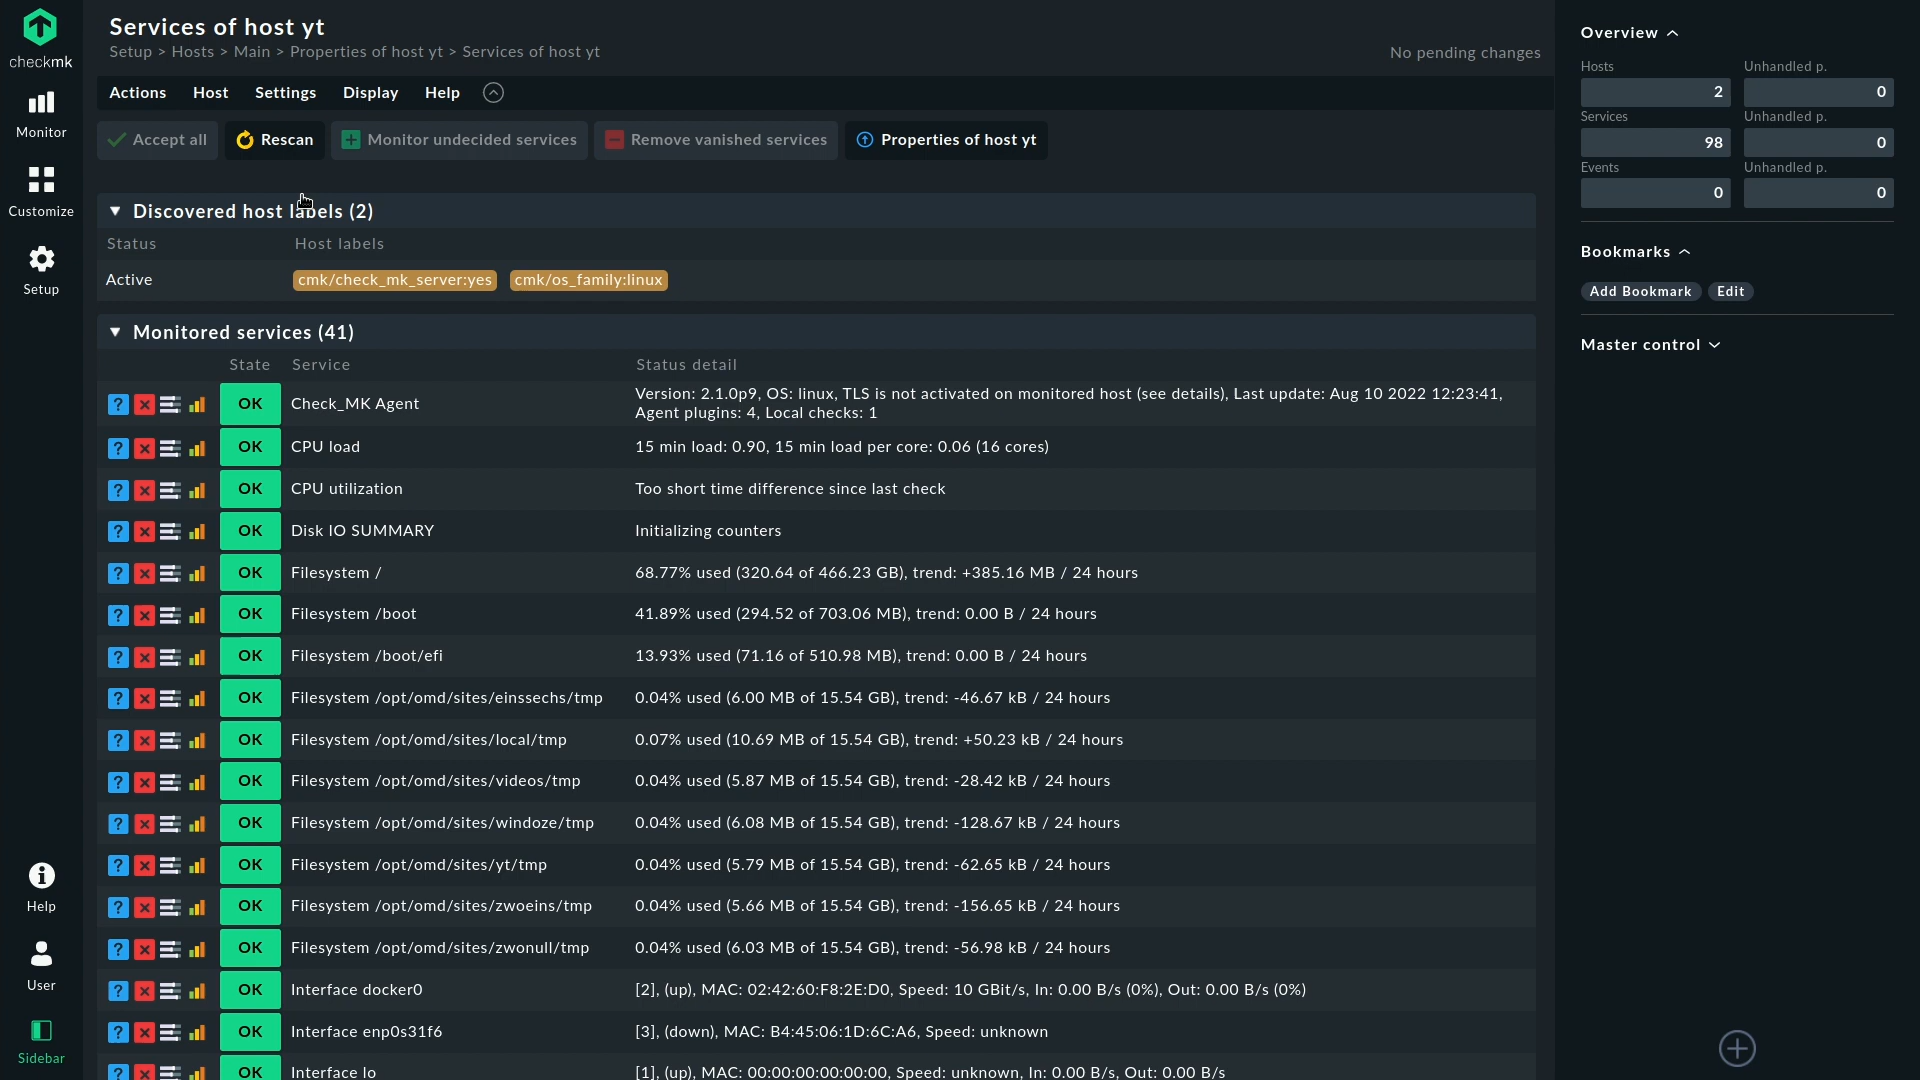 checkmk
Monitor
Customize
Setup
Help
User
Sidebar
Services of host yt
Setup > Hosts > Main > Properties of host yt > Services of host yt
No pending changes
Actions Host Settings Display Help
Accept all Rescan Monitor undecided services Remove vanished services Properties of host yt
Discovered host labels (2)
Status Host labels
Active cmk/check_mk_server:yes cmk/os_family:linux
Monitored services (41)
State Service Status detail
OK Check_MK Agent Version: 2.1.0p9, OS: linux, TLS is not activated on monitored host (see details), Last update: Aug 10 2022 12:23:41,
Agent plugins: 4, Local checks: 1
OK CPU load 15 min load: 0.90, 15 min load per core: 0.06 (16 cores)
OK CPU utilization Too short time difference since last check
OK Disk IO SUMMARY Initializing counters
OK Filesystem / 68.77% used (320.64 of 466.23 GB), trend: +385.16 MB / 24 hours
OK Filesystem /boot 41.89% used (294.52 of 703.06 MB), trend: 0.00 B / 24 hours
OK Filesystem /boot/efi 13.93% used (71.16 of 510.98 MB), trend: 0.00 B / 24 hours
OK Filesystem /opt/omd/sites/einssechs/tmp 0.04% used (6.00 MB of 15.54 GB), trend: -46.67 kB / 24 hours
OK Filesystem /opt/omd/sites/local/tmp 0.07% used (10.69 MB of 15.54 GB), trend: +50.23 kB / 24 hours
OK Filesystem /opt/omd/sites/videos/tmp 0.04% used (5.87 MB of 15.54 GB), trend: -28.42 kB / 24 hours
OK Filesystem /opt/omd/sites/windoze/tmp 0.04% used (6.08 MB of 15.54 GB), trend: -128.67 kB / 24 hours
OK Filesystem /opt/omd/sites/yt/tmp 0.04% used (5.79 MB of 15.54 GB), trend: -62.65 kB / 24 hours
OK Filesystem /opt/omd/sites/zwoeins/tmp 0.04% used (5.66 MB of 15.54 GB), trend: -156.65 kB / 24 hours
OK Filesystem /opt/omd/sites/zwonull/tmp 0.04% used (6.03 MB of 15.54 GB), trend: -56.98 kB / 24 hours
OK Interface docker0 [2], (up), MAC: 02:42:60:F8:2E:D0, Speed: 10 GBit/s, In: 0.00 B/s (0%), Out: 0.00 B/s (0%)
OK Interface enp0s31f6 [3], (down), MAC: B4:45:06:1D:6C:A6, Speed: unknown
OK Interface lo [1], (up), MAC: 00:00:00:00:00:00, Speed: unknown, In: 0.00 B/s, Out: 0.00 B/s
Overview
Hosts Unhandled p.
2 0
Services Unhandled p.
98 0
Events Unhandled p.
0 0
Bookmarks
Add Bookmark Edit
Master control